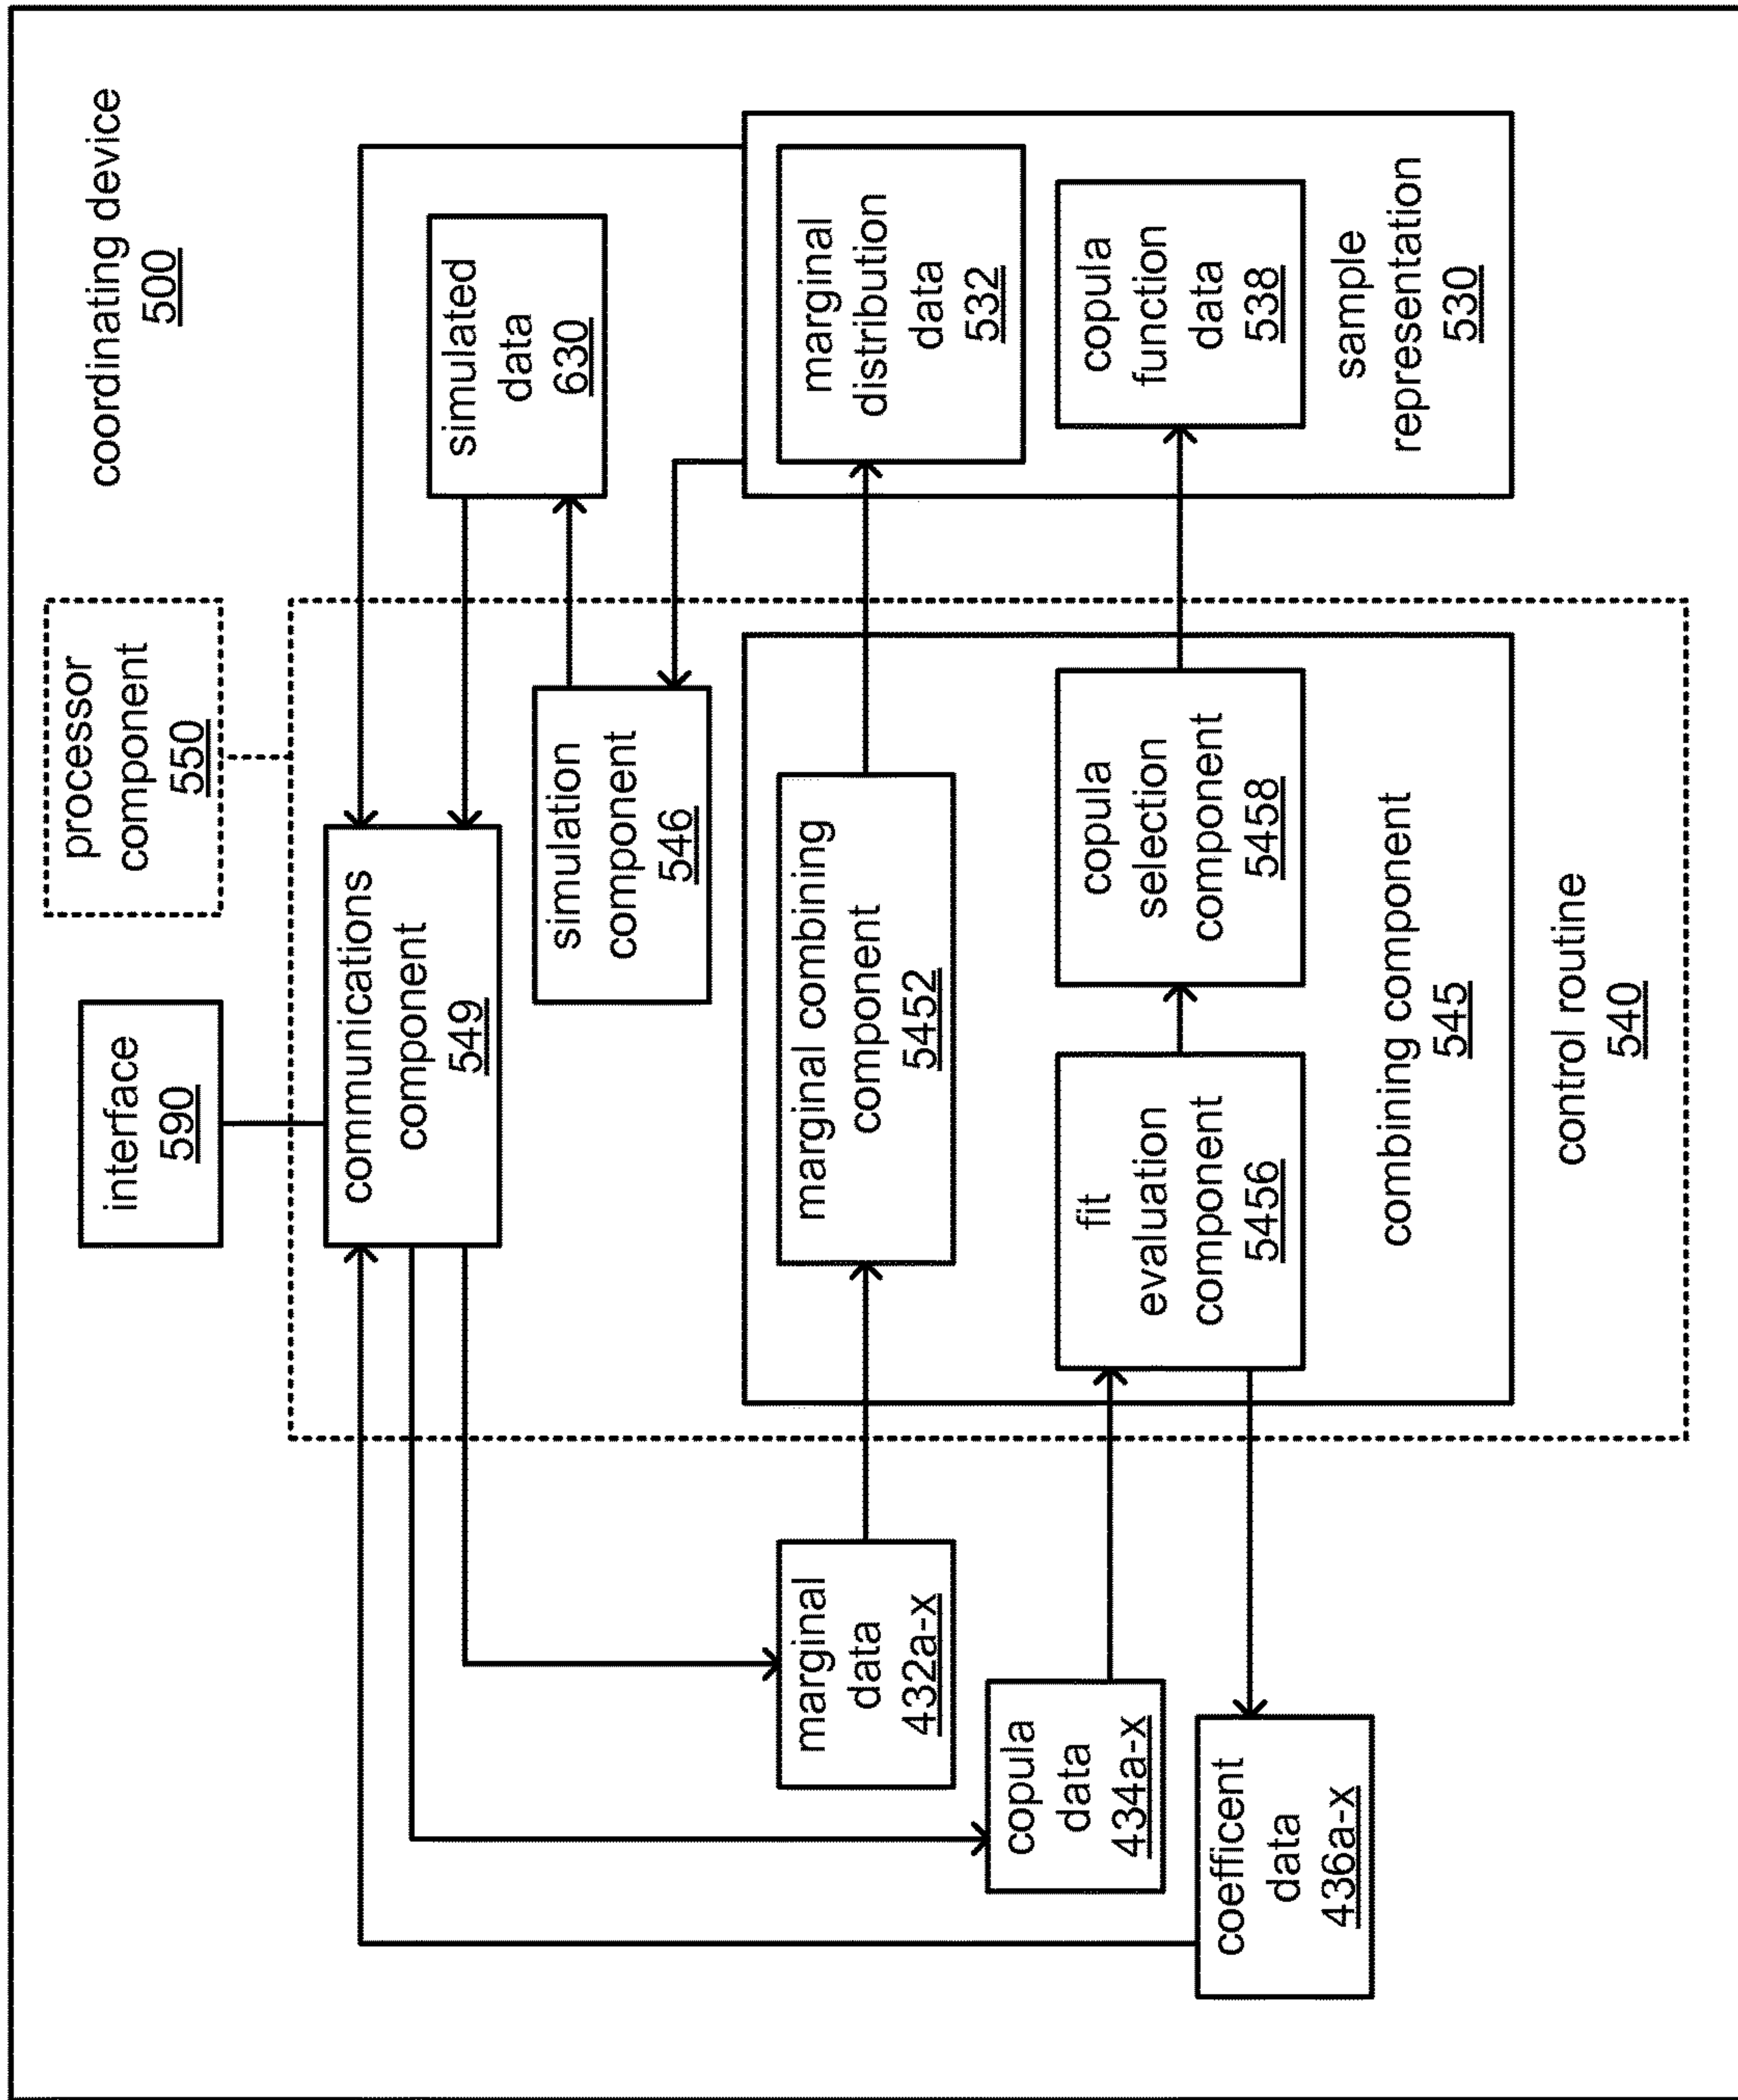 coordinating device
500
processor
component
550
interface
590
communications
component
549
simulated
data
630
simulation
component
546
marginal
data
432a-x
marginal combining
component
5452
marginal
distribution
data
532
copula
data
434a-x
fit
evaluation
component
5456
copula
selection
component
5458
copula
function
data
538
coefficent
data
436a-x
combining component
545
sample
representation
530
control routine
540